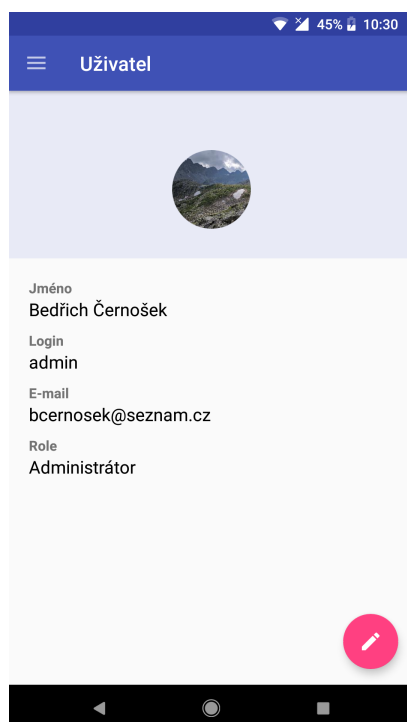 45% 10:30
Uživatel
Jméno
Bedřich Černošek
Login
admin
E-mail
bcernosek@seznam.cz
Role
Administrátor